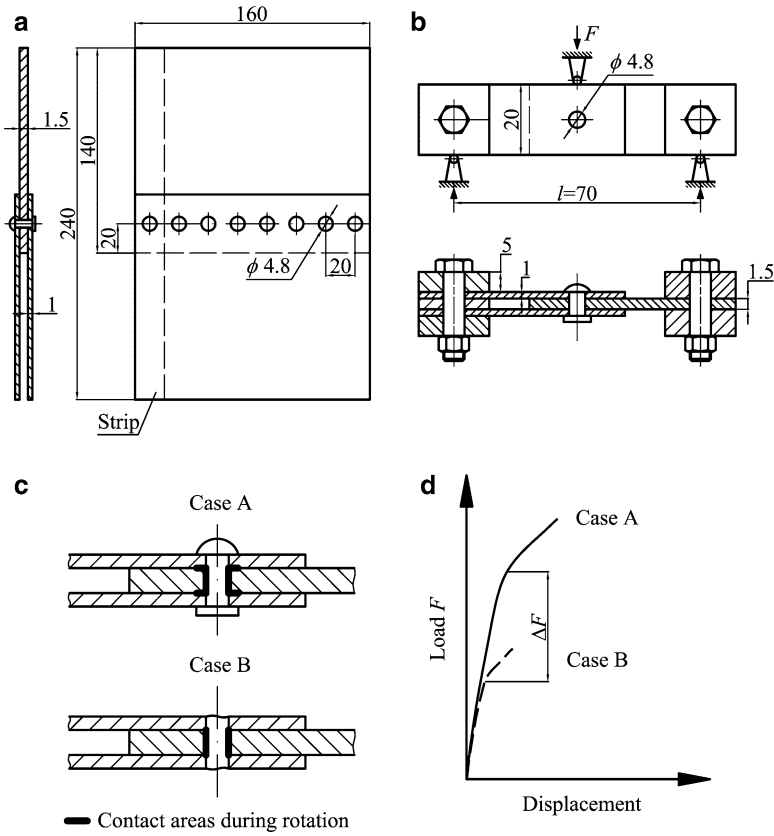 a
160
1.5
140
240
20
ϕ 4.8
20
1
Strip
b
F
ϕ 4.8
20
l=70
5
1
1.5
c
Case A
Case B
Contact areas during rotation
d
Case A
Load F
ΔF
Case B
Displacement